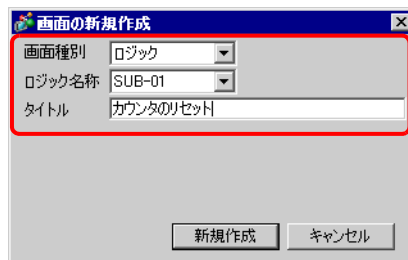 画面の新規作成
画面種別 ロジック
ロジック名称 SUB-01
タイトル カウンタのリセット
新規作成 キャンセル